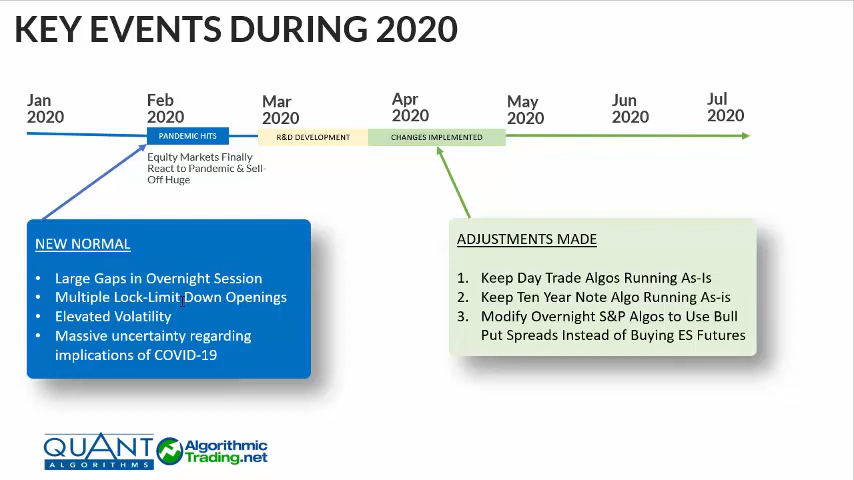 KEY EVENTS DURING 2020
Jan
2020
Feb
2020
Mar
2020
Apr
2020
May
2020
Jun
2020
Jul
2020
PANDEMIC HITS
R&D DEVELOPMENT
CHANGES IMPLEMENTED
Equity Markets Finally
React to Pandemic & Sell-
Off Huge
NEW NORMAL
• Large Gaps in Overnight Session
• Multiple Lock-Limit Down Openings
• Elevated Volatility
• Massive uncertainty regarding
implications of COVID-19
ADJUSTMENTS MADE
1. Keep Day Trade Algos Running As-Is
2. Keep Ten Year Note Algo Running As-is
3. Modify Overnight S&P Algos to Use Bull
Put Spreads Instead of Buying ES Futures
QUANT
ALGORITHMS
Algorithmic
Trading.net